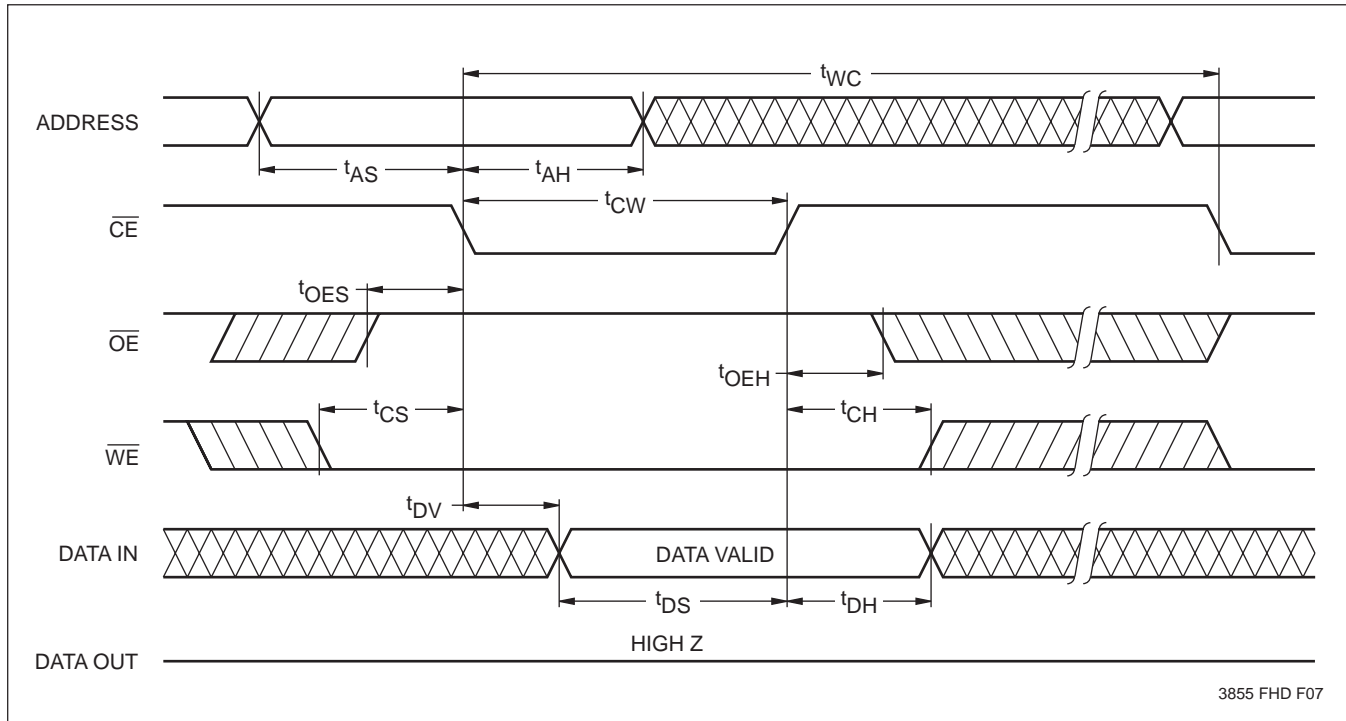 tWC
ADDRESS
tAS
tAH
tCW
CE
tOES
OE
tOEH
tCS
tCH
WE
tDV
DATA IN
DATA VALID
tDS
tDH
HIGH Z
DATA OUT
3855 FHD F07